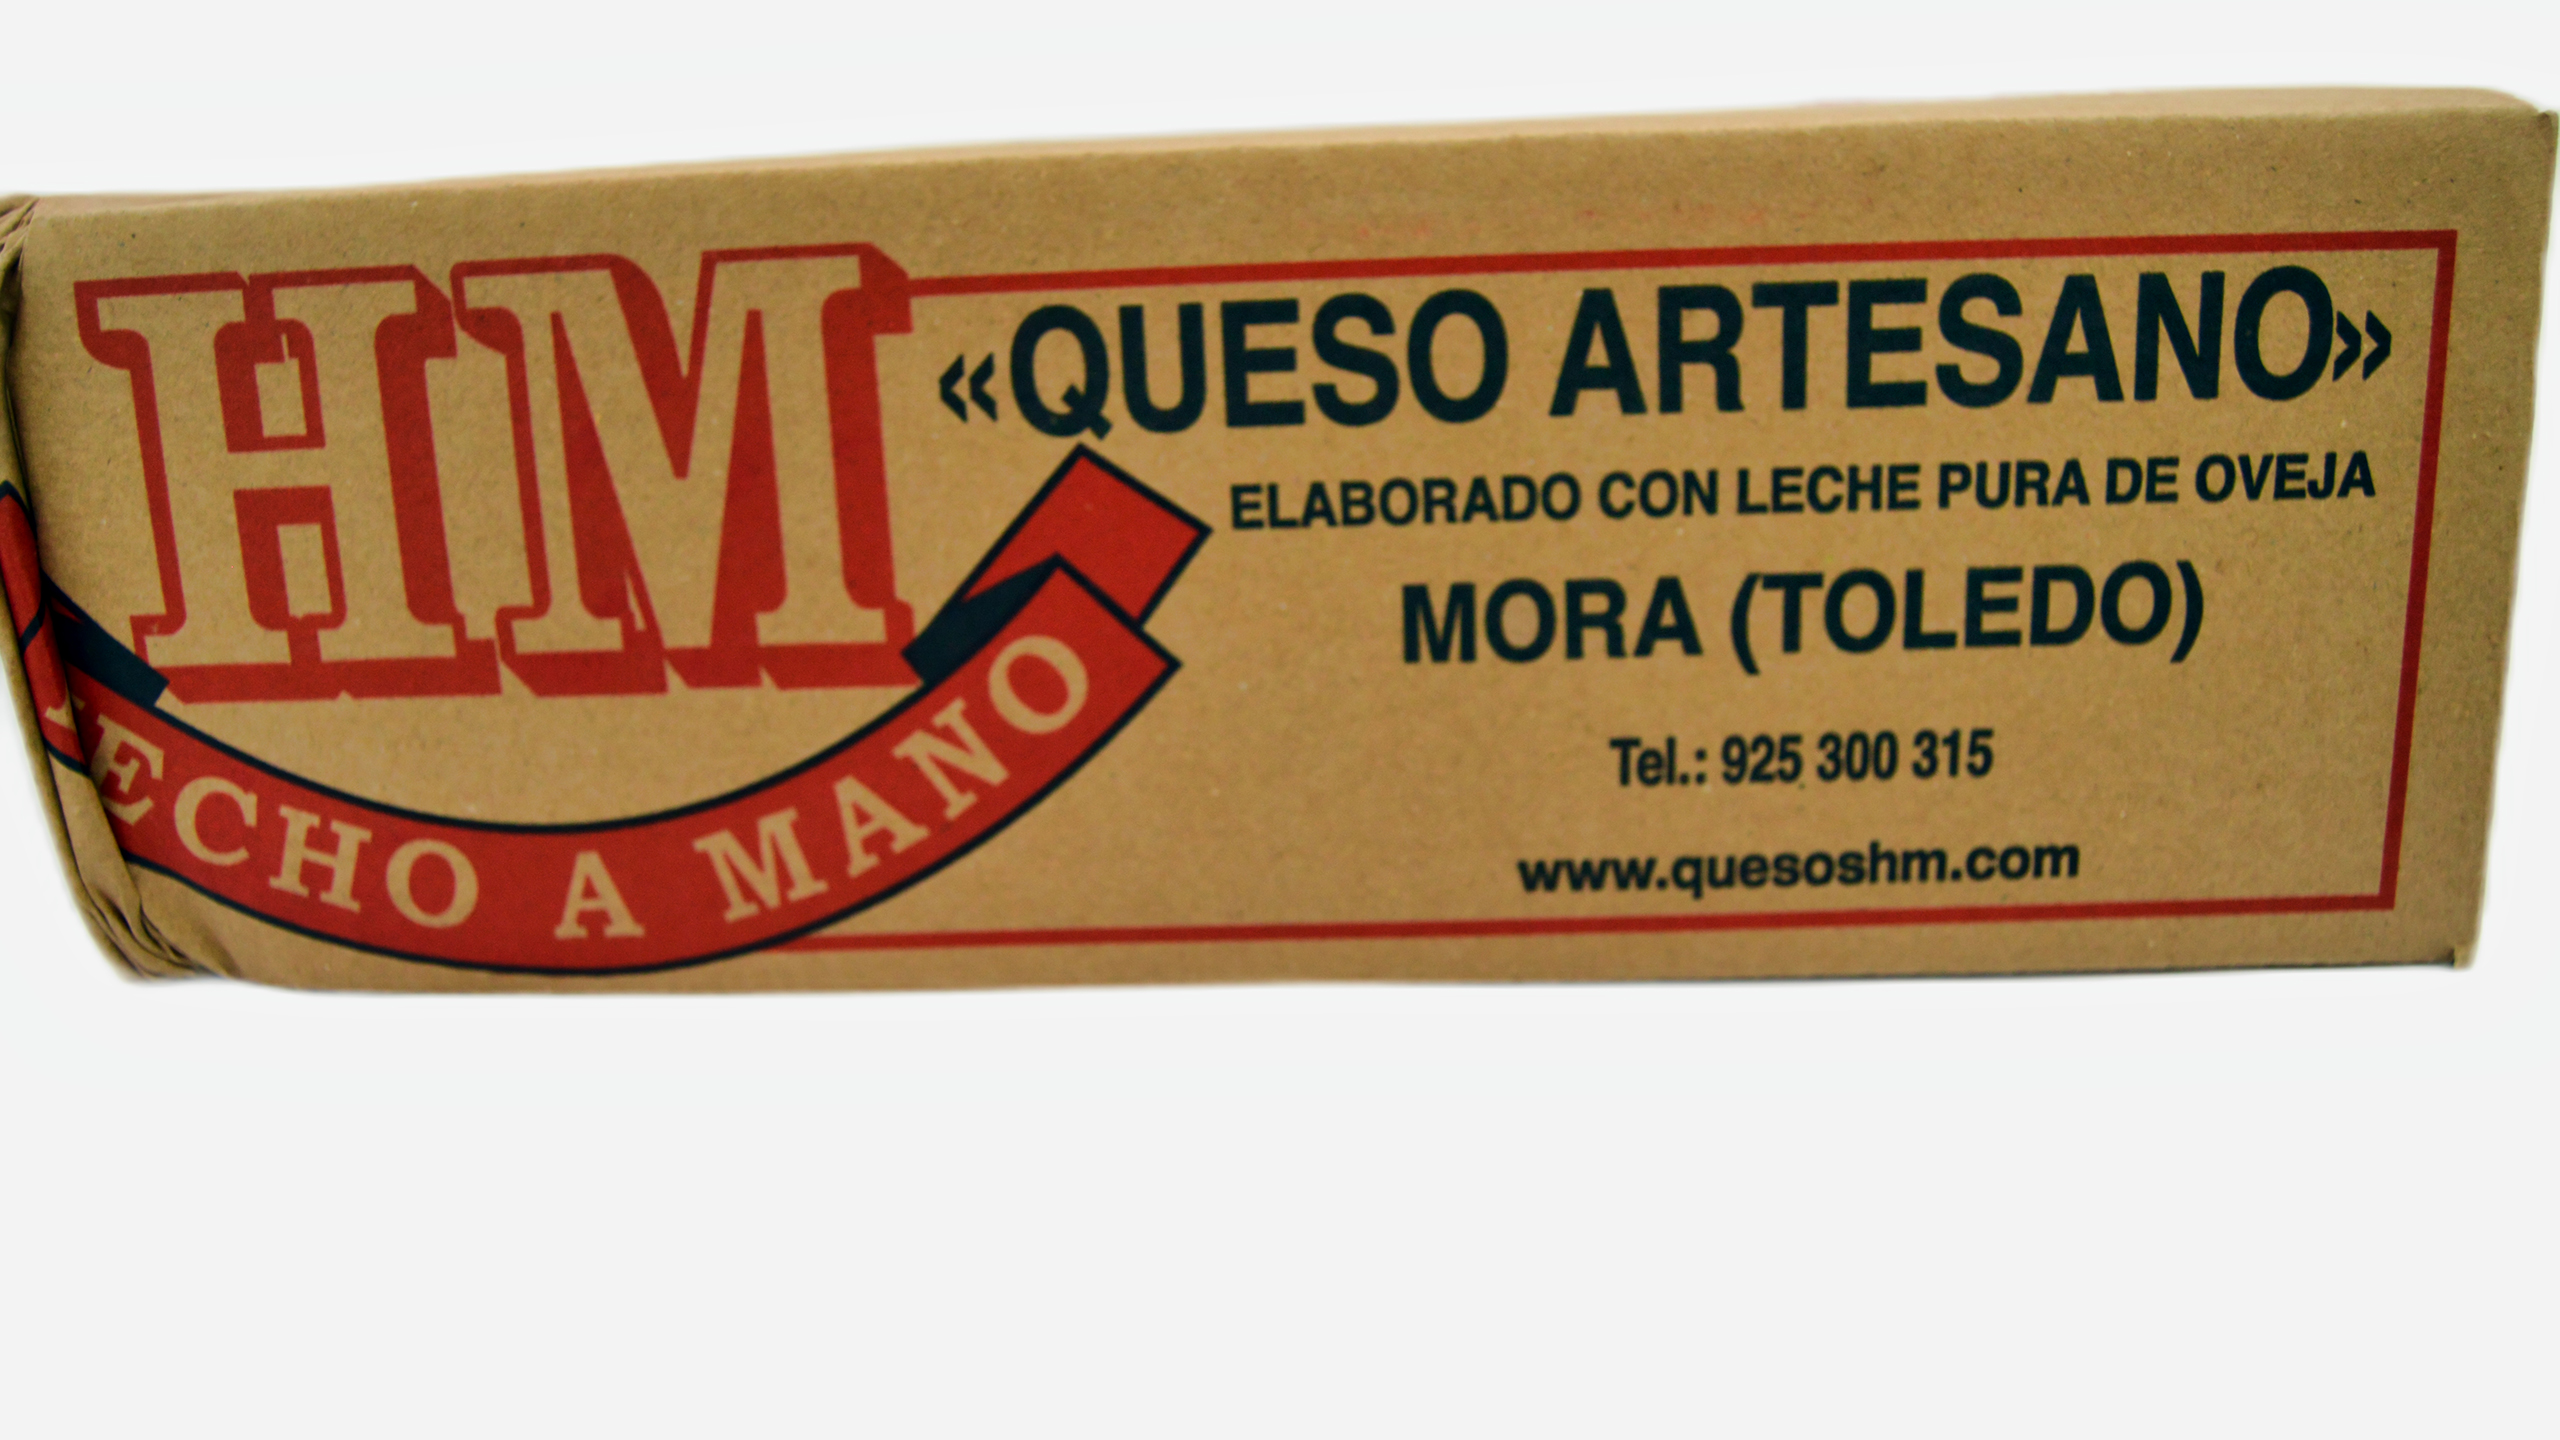 HM
HECHO A MANO
«QUESO ARTESANO»
ELABORADO CON LECHE PURA DE OVEJA
MORA (TOLEDO)
Tel.: 925 300 315
www.quesoshm.com